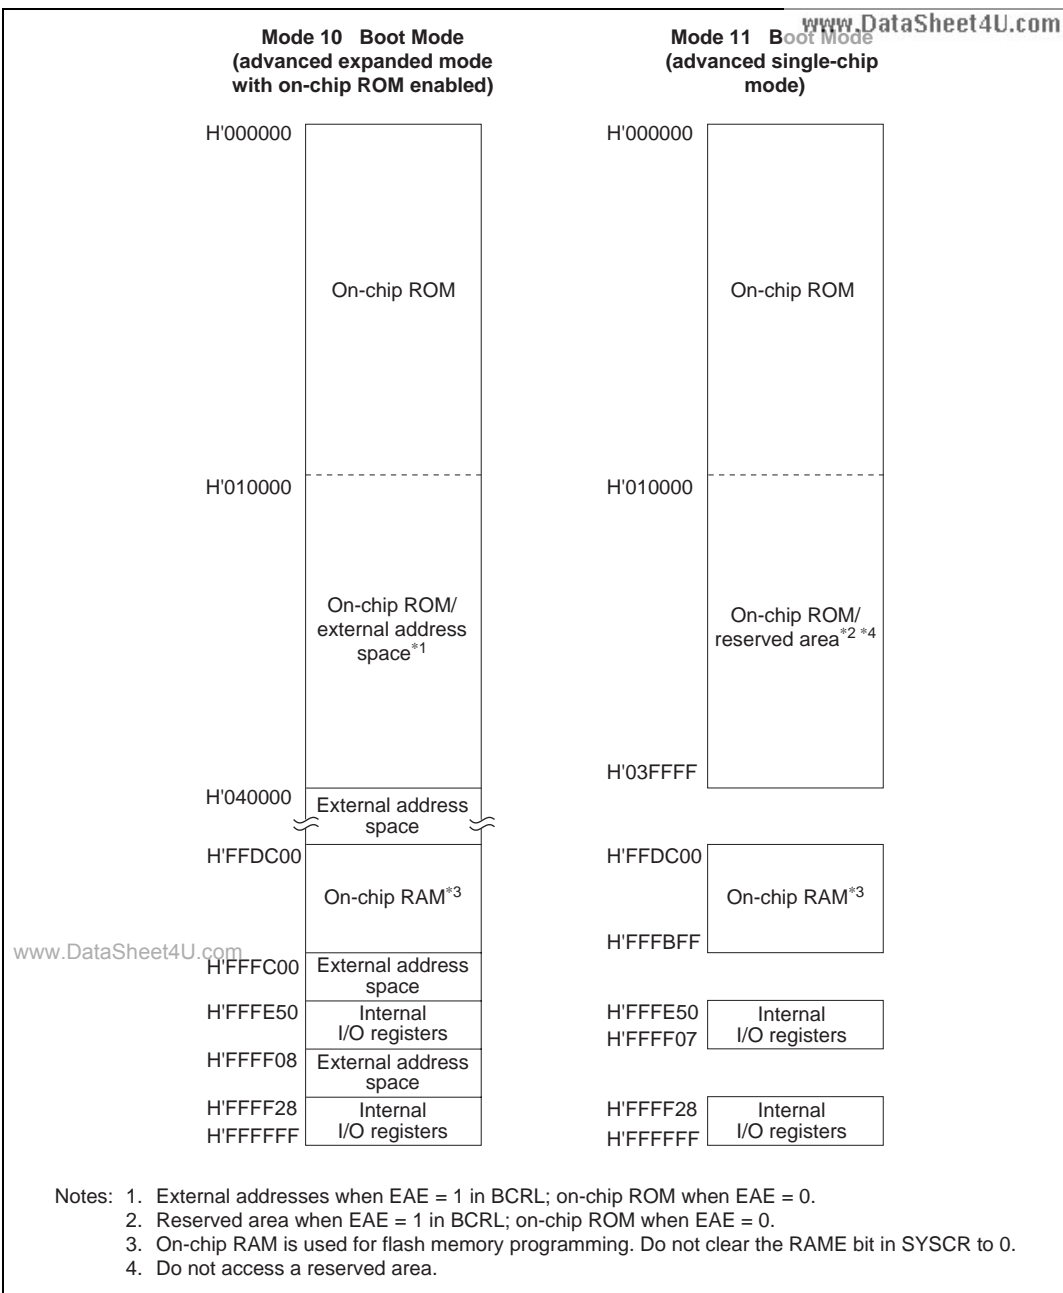 www.DataSheet4U.com
Mode 10 Boot Mode
(advanced expanded mode
with on-chip ROM enabled)
Mode 11 Boot Mode
(advanced single-chip
mode)
H'000000
On-chip ROM
H'010000
On-chip ROM/
external address
space*1
H'040000
External address
space
H'FFDC00
On-chip RAM*3
H'FFFC00
External address
space
H'FFFE50
Internal
I/O registers
H'FFFF08
External address
space
H'FFFF28
Internal
I/O registers
H'FFFFFF
H'000000
On-chip ROM
H'010000
On-chip ROM/
reserved area*2 *4
H'03FFFF
H'FFDC00
On-chip RAM*3
H'FFFBFF
H'FFFE50
Internal
I/O registers
H'FFFF07
H'FFFF28
Internal
I/O registers
H'FFFFFF
www.DataSheet4U.com
Notes: 1. External addresses when EAE = 1 in BCRL; on-chip ROM when EAE = 0.
2. Reserved area when EAE = 1 in BCRL; on-chip ROM when EAE = 0.
3. On-chip RAM is used for flash memory programming. Do not clear the RAME bit in SYSCR to 0.
4. Do not access a reserved area.